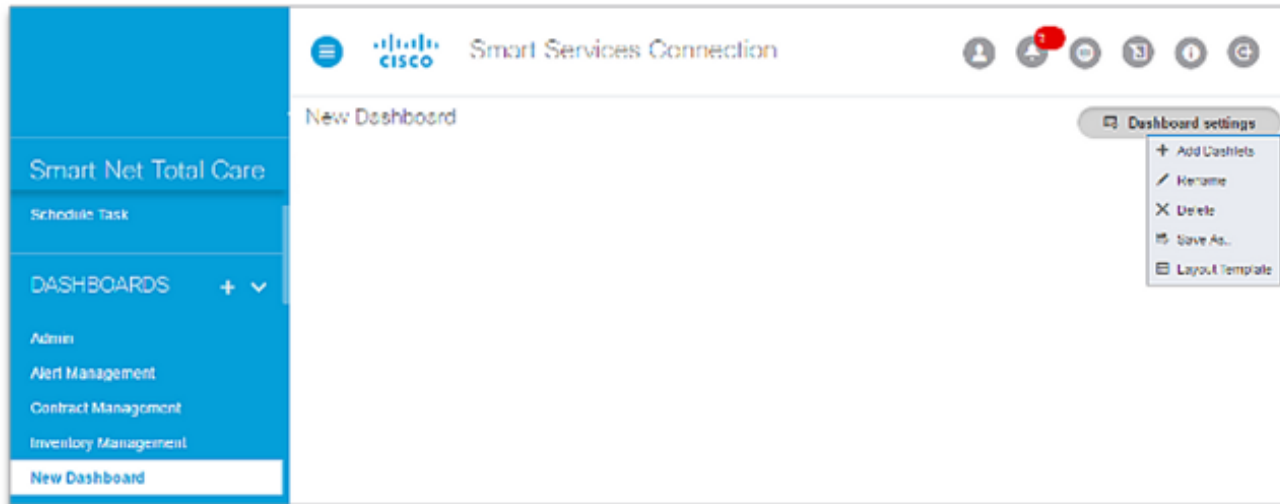 cisco
Smart Services Connection
New Dashboard
Dashboard settings
+ Add Dashlets
Rename
Delete
Save As..
Layout Template
Smart Net Total Care
Schedule Task
DASHBOARDS +
Admin
Alert Management
Contract Management
Inventory Management
New Dashboard